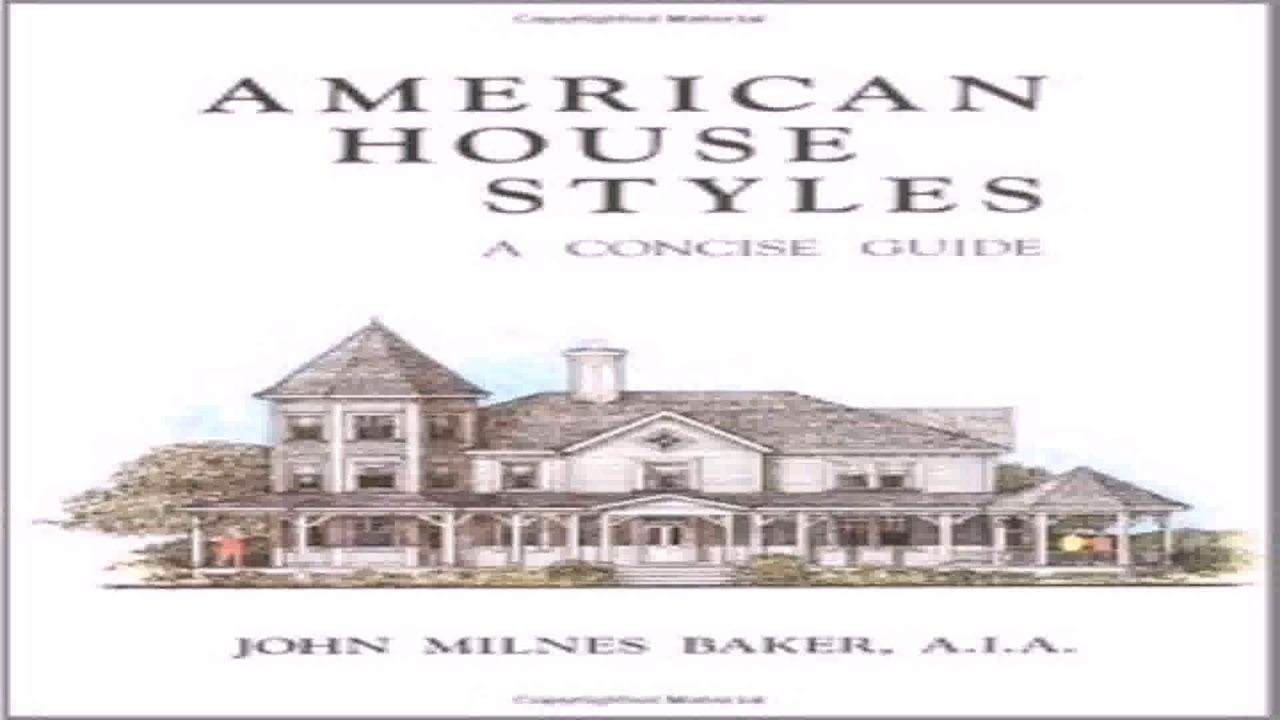 Copyrighted Material
AMERICAN
HOUSE
STYLES
A CONCISE GUIDE
JOHN MILNES BAKER, A.I.A.
Copyrighted Material